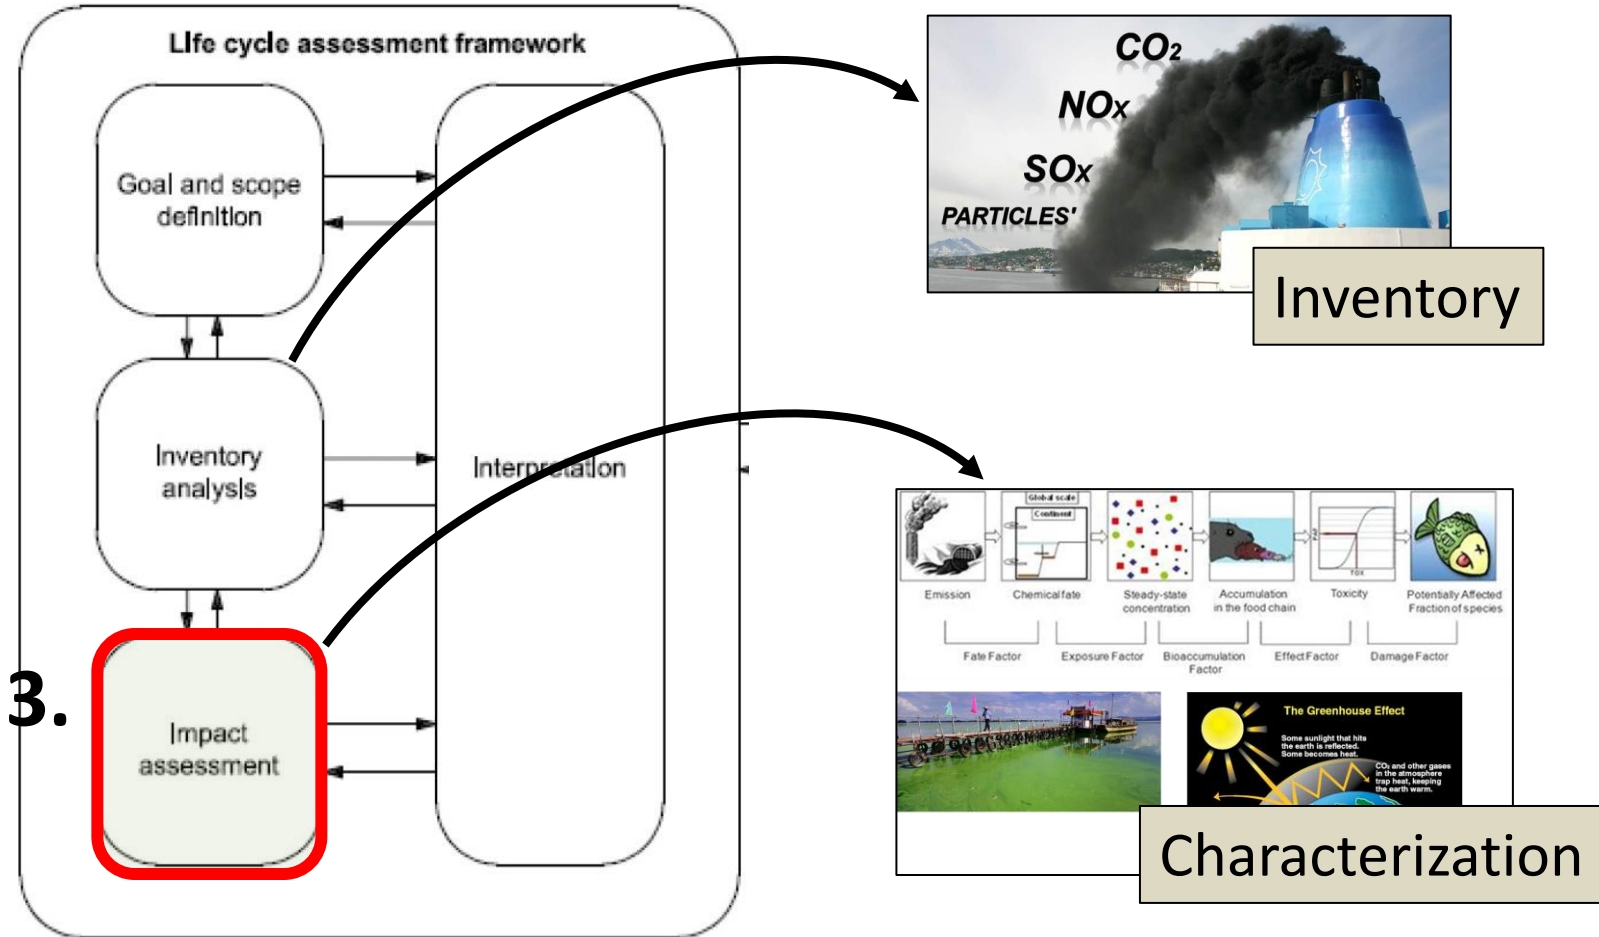 Life cycle assessment framework
Goal and scope
definition
Inventory
analysis
3.
Impact
assessment
Interpretation
CO2
NOX
SOX
PARTICLES'
Inventory
Global scale
Continent
TOX
Emission
Chemical fate
Steady-state
concentration
Accumulation
in the food chain
Toxicity
Potentially Affected
Fraction of species
Fate Factor
Exposure Factor
Bioaccumulation
Factor
Effect Factor
Damage Factor
The Greenhouse Effect
Some sunlight that hits
the earth is reflected.
Some becomes heat.
CO2 and other gases
in the atmosphere
trap heat, keeping
the earth warm.
Characterization